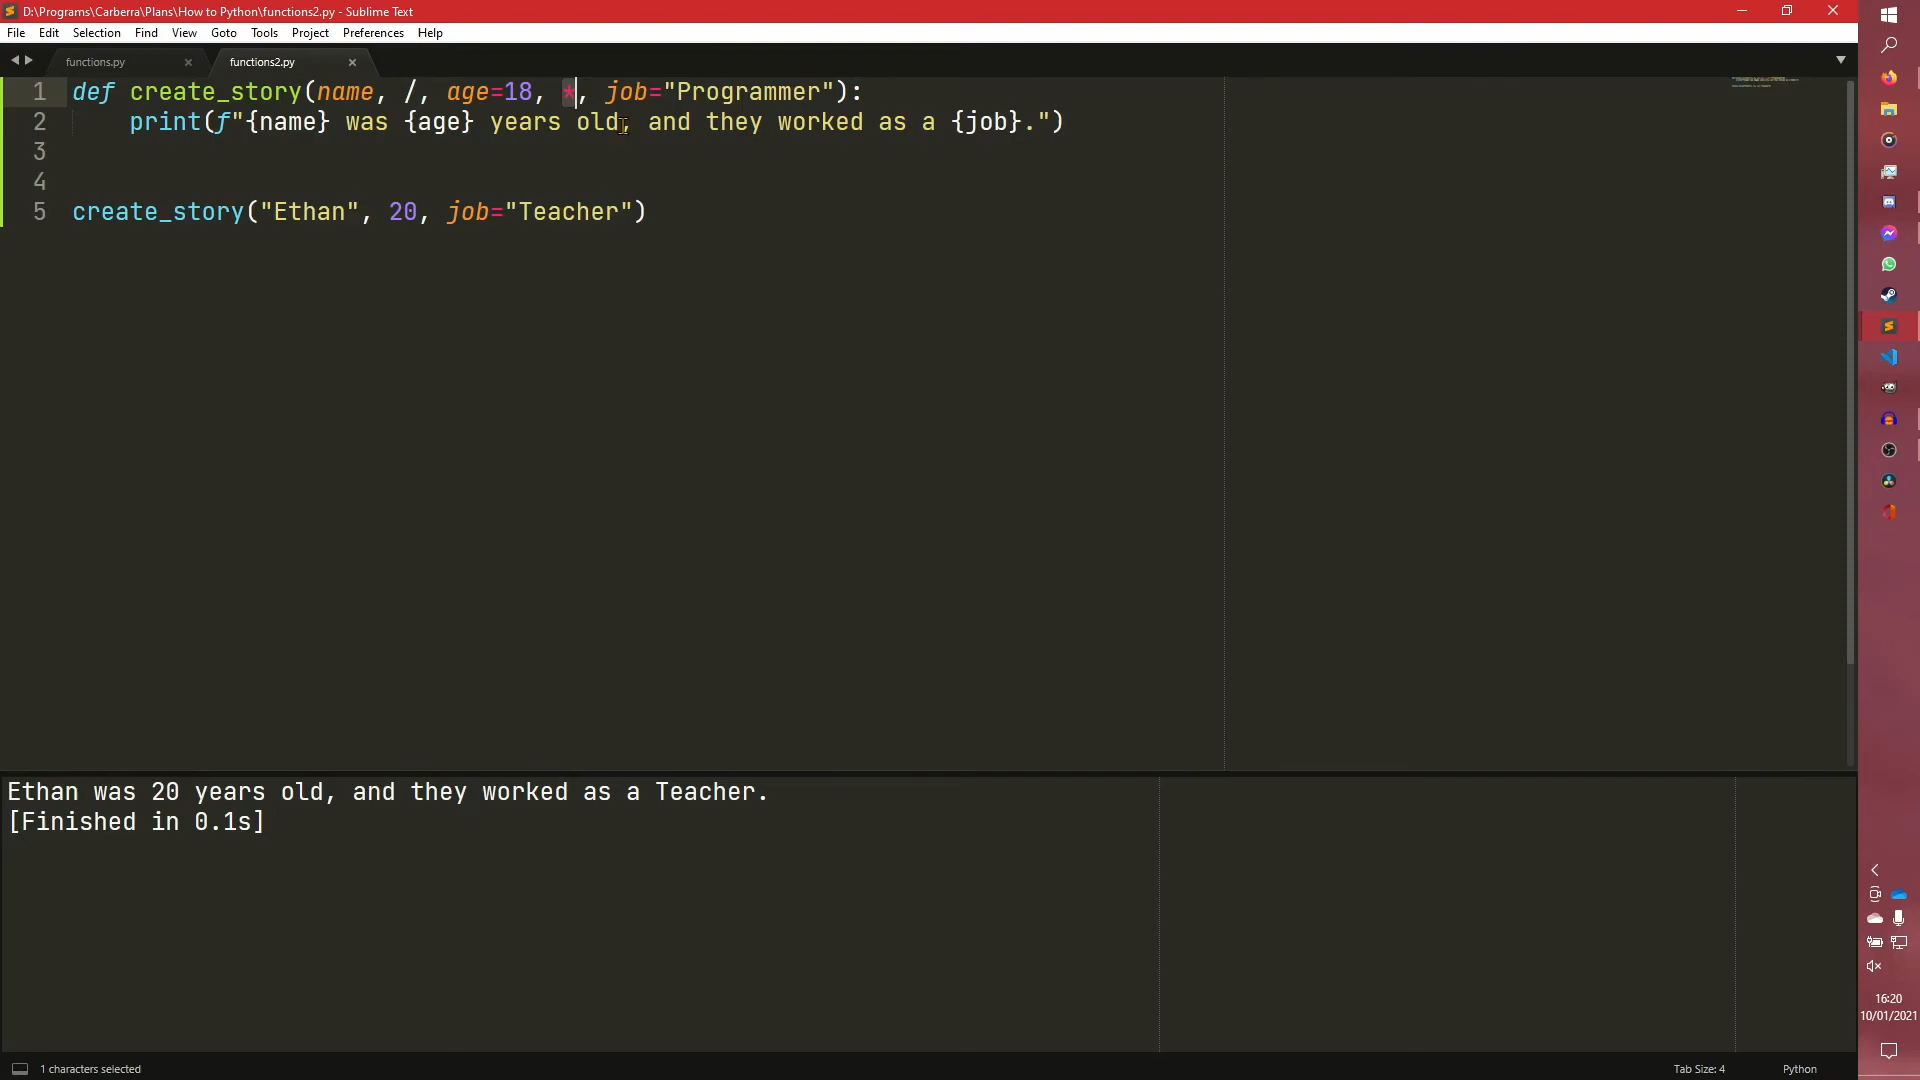 D:\Programs\Carberra\Plans\How to Python\functions2.py - Sublime Text
File Edit Selection Find View Goto Tools Project Preferences Help
functions.py functions2.py
1 def create_story(name, /, age=18, *, job="Programmer"):
2 print(f"{name} was {age} years old, and they worked as a {job}.")
3
4
5 create_story("Ethan", 20, job="Teacher")
Ethan was 20 years old, and they worked as a Teacher.
[Finished in 0.1s]
16:20
10/01/2021
1 characters selected Tab Size: 4 Python